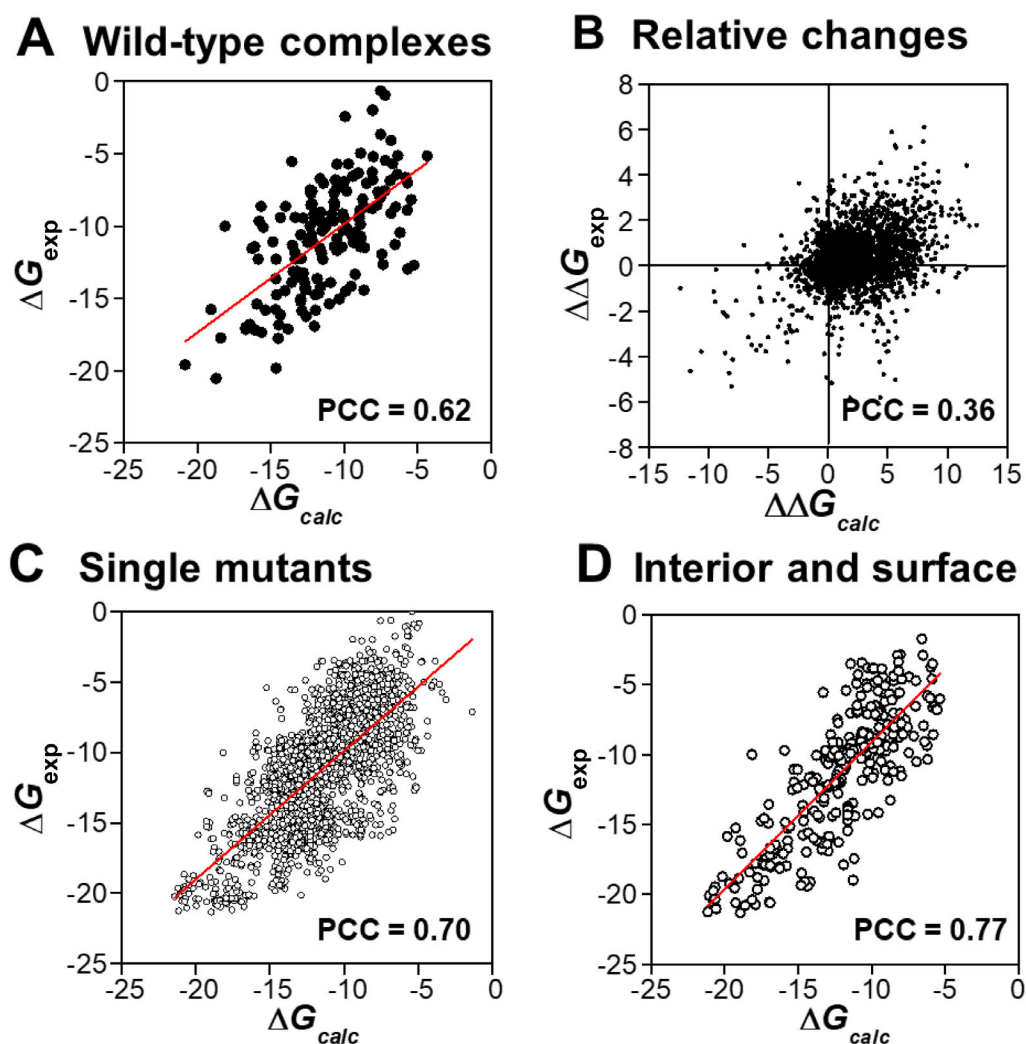 A Wild-type complexes
0
-5
-10
-15
-20
-25
-25 -20 -15 -10 -5 0
ΔGexp
ΔGcalc
PCC = 0.62
B Relative changes
8
6
4
2
0
-2
-4
-6
-8
-15 -10 -5 0 5 10 15
ΔΔGexp
ΔΔGcalc
PCC = 0.36
C Single mutants
0
-5
-10
-15
-20
-25
-25 -20 -15 -10 -5 0
ΔGexp
ΔGcalc
PCC = 0.70
D Interior and surface
0
-5
-10
-15
-20
-25
-25 -20 -15 -10 -5 0
ΔGexp
ΔGcalc
PCC = 0.77